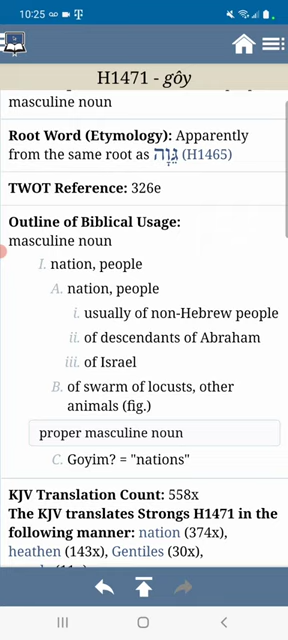 10:25
H1471 - gôy
masculine noun
Root Word (Etymology): Apparently
from the same root as גֵּוָה (H1465)
TWOT Reference: 326e
Outline of Biblical Usage:
masculine noun
I. nation, people
A. nation, people
i. usually of non-Hebrew people
ii. of descendants of Abraham
iii. of Israel
B. of swarm of locusts, other
animals (fig.)
proper masculine noun
C. Goyim? = "nations"
KJV Translation Count: 558x
The KJV translates Strongs H1471 in the
following manner: nation (374x),
heathen (143x), Gentiles (30x),